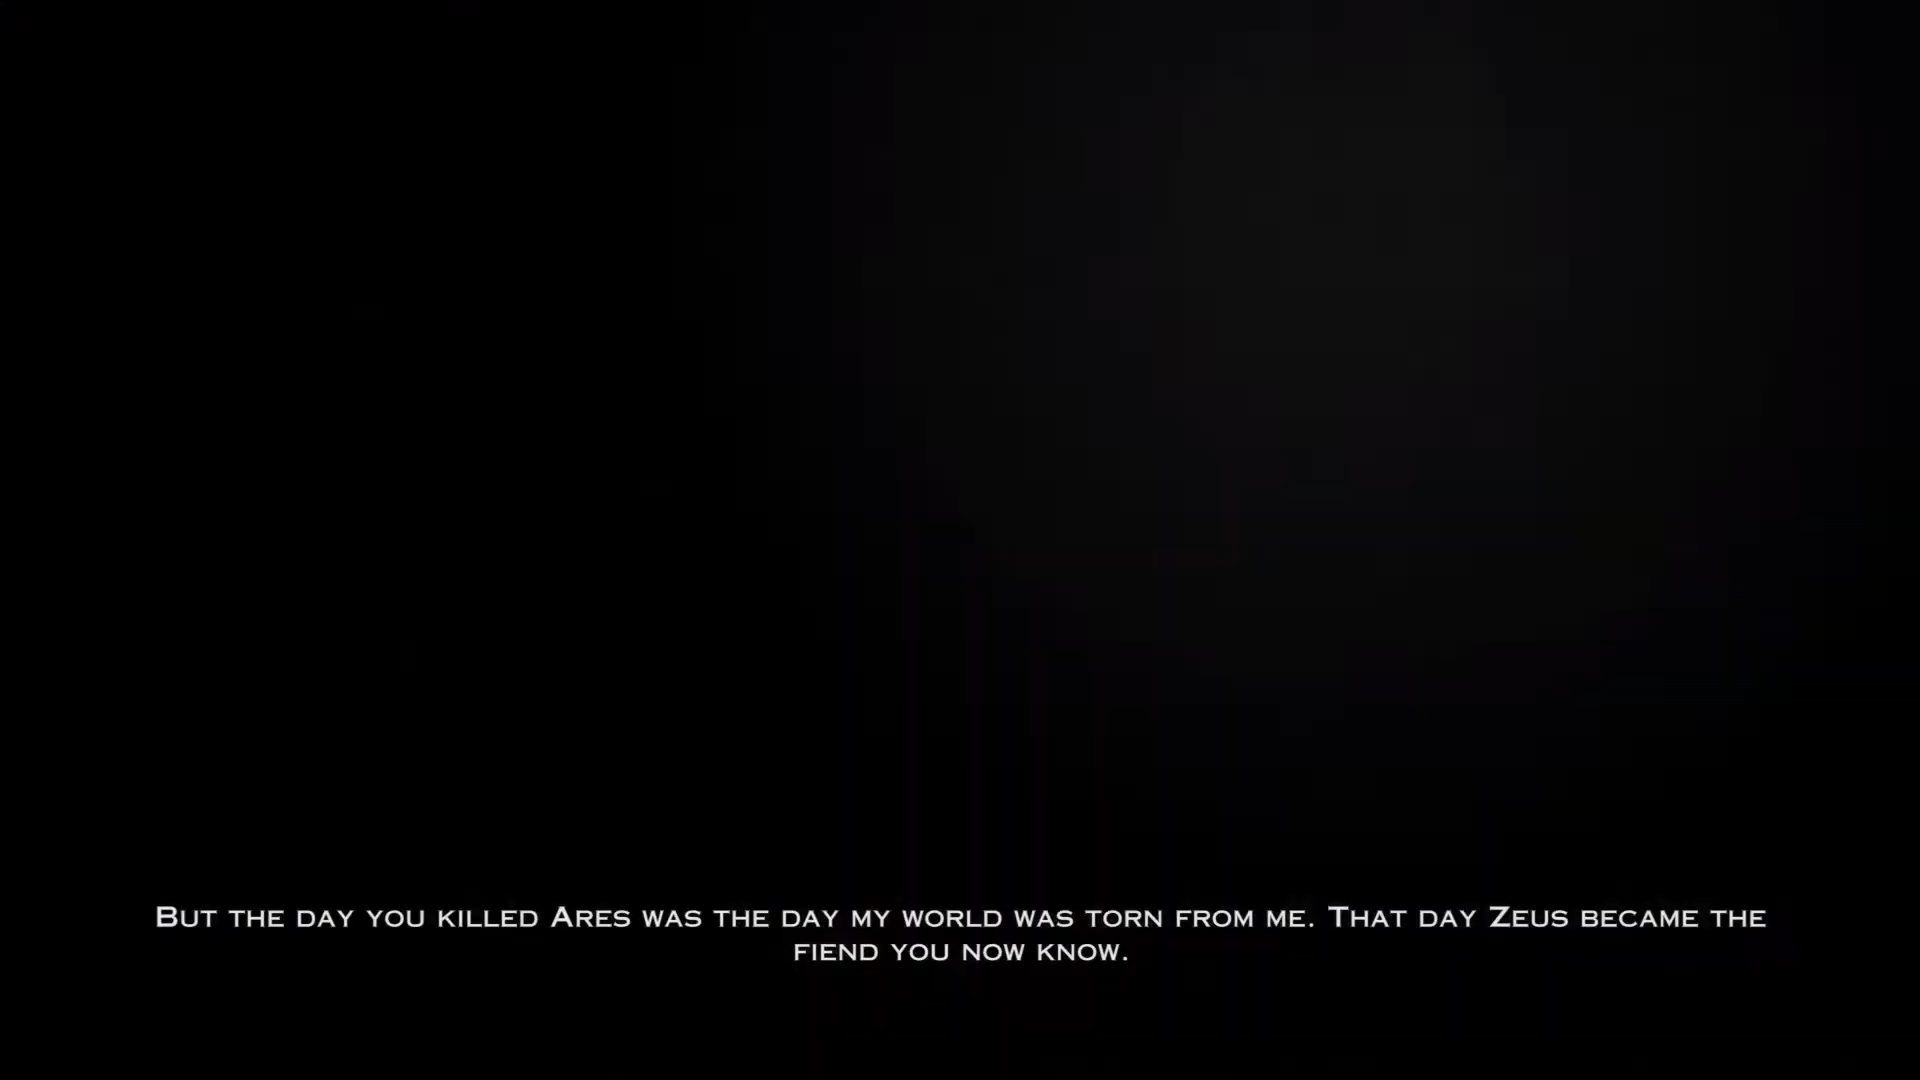 But the day you killed Ares was the day my world was torn from me. That day Zeus became the
fiend you now know.